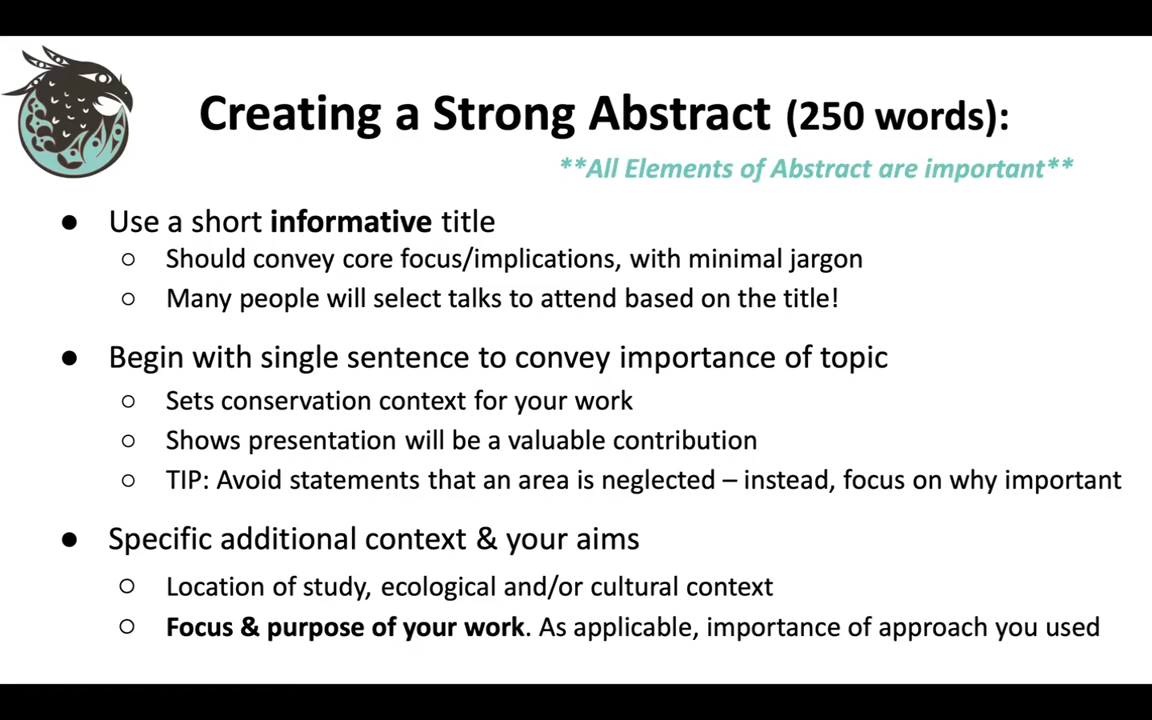 Creating a Strong Abstract (250 words):
**All Elements of Abstract are important**
● Use a short informative title
○ Should convey core focus/implications, with minimal jargon
○ Many people will select talks to attend based on the title!
● Begin with single sentence to convey importance of topic
○ Sets conservation context for your work
○ Shows presentation will be a valuable contribution
○ TIP: Avoid statements that an area is neglected – instead, focus on why important
● Specific additional context & your aims
○ Location of study, ecological and/or cultural context
○ Focus & purpose of your work. As applicable, importance of approach you used